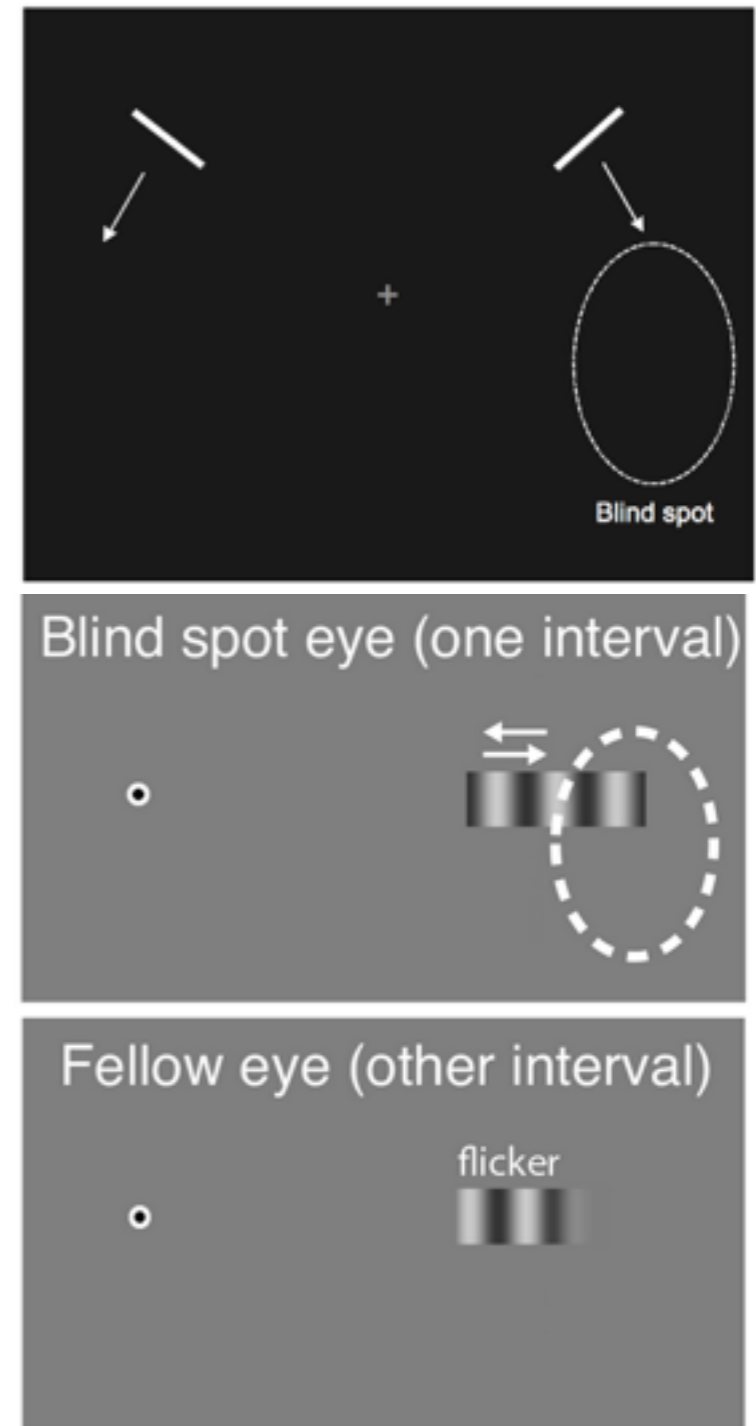 Blind spot
Blind spot eye (one interval)
Fellow eye (other interval)
flicker